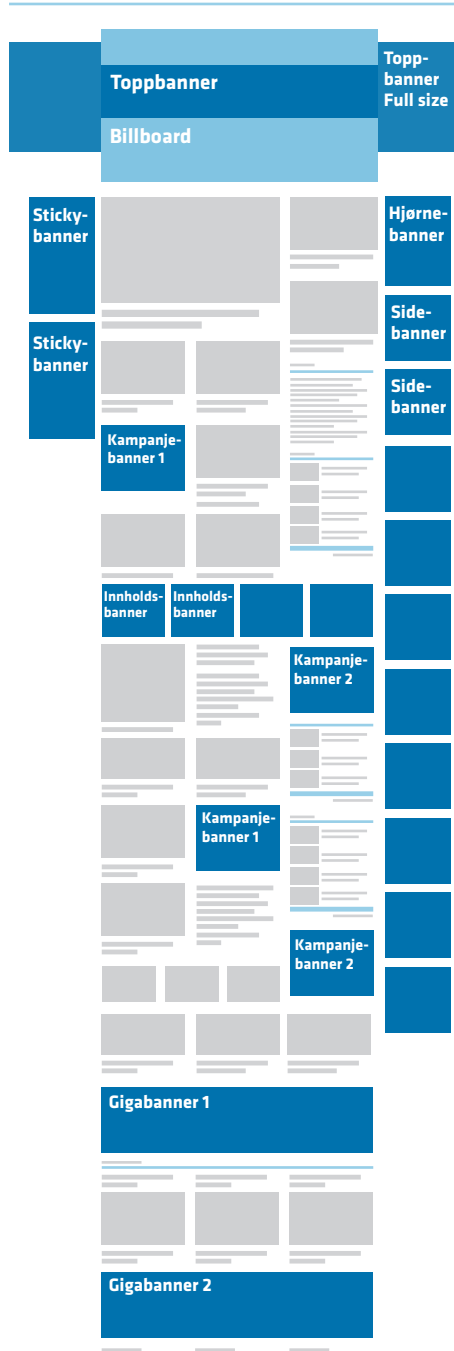 Toppbanner
Billboard
Topp-
banner
Full size
Sticky-
banner
Sticky-
banner
Hjørne-
banner
Side-
banner
Side-
banner
Kampanje-
banner 1
Innholds-
banner
Innholds-
banner
Kampanje-
banner 2
Kampanje-
banner 1
Kampanje-
banner 2
Gigabanner 1
Gigabanner 2